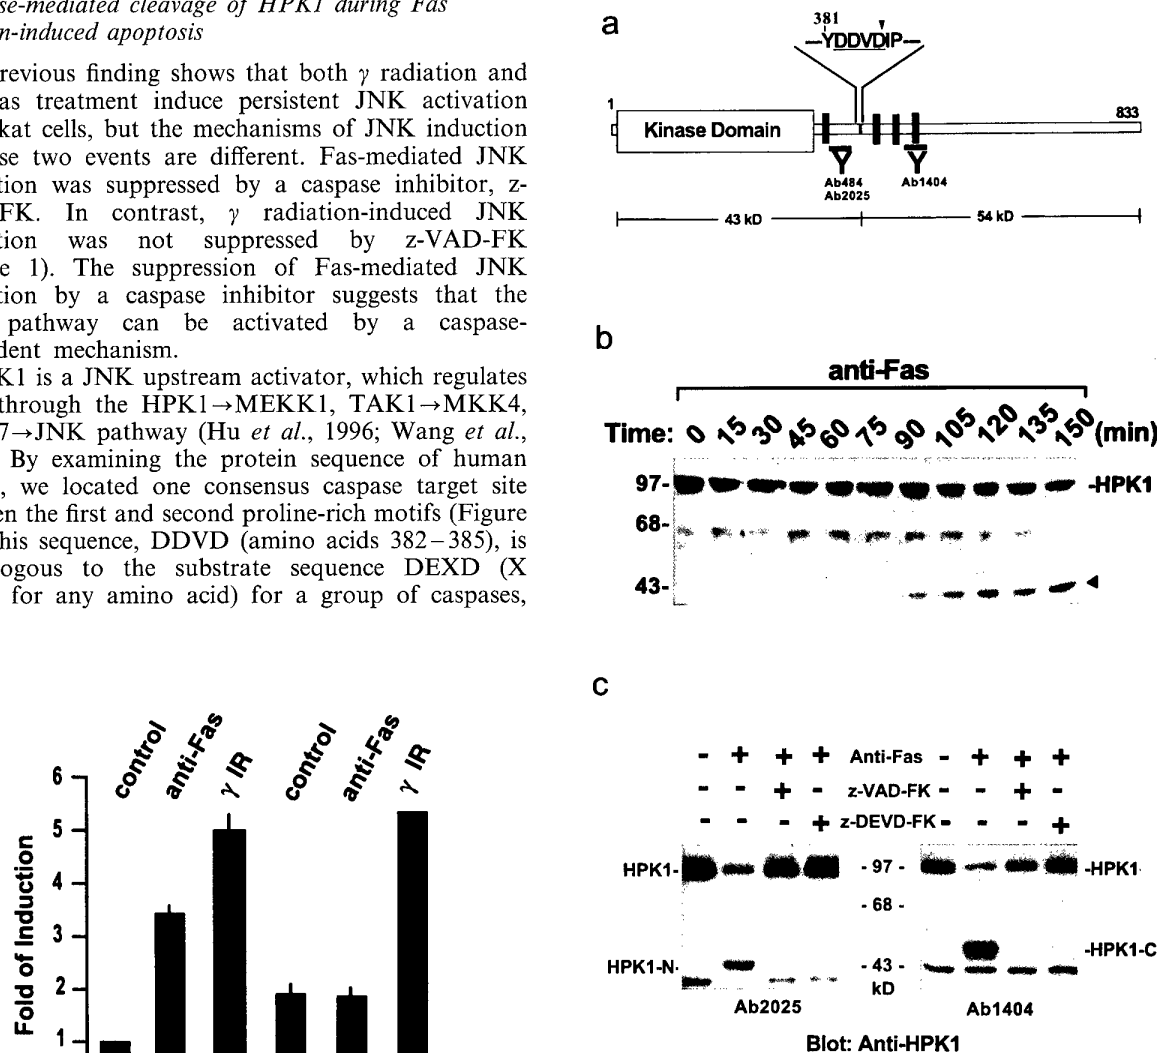 se-mediated cleavage of HPK1 during Fas
n-induced apoptosis
revious finding shows that both γ radiation and
as treatment induce persistent JNK activation
kat cells, but the mechanisms of JNK induction
se two events are different. Fas-mediated JNK
tion was suppressed by a caspase inhibitor, z-
FK. In contrast, γ radiation-induced JNK
tion was not suppressed by z-VAD-FK
e 1). The suppression of Fas-mediated JNK
tion by a caspase inhibitor suggests that the
pathway can be activated by a caspase-
dent mechanism.
K1 is a JNK upstream activator, which regulates
through the HPK1→MEKK1, TAK1→MKK4,
7→JNK pathway (Hu et al., 1996; Wang et al.,
By examining the protein sequence of human
, we located one consensus caspase target site
en the first and second proline-rich motifs (Figure
his sequence, DDVD (amino acids 382–385), is
ogous to the substrate sequence DEXD (X
for any amino acid) for a group of caspases,
control anti-Fas γ IR control anti-Fas γ IR
Fold of Induction
6
5
4
3
2
1
a
381
YDDVDIP
1
Kinase Domain
833
Ab484
Ab2025
Ab1404
43 kD
54 kD
b
anti-Fas
Time: 0 15 30 45 60 75 90 105 120 135 150 (min)
97- -HPK1
68-
43-
c
- + + + Anti-Fas - + + +
- - + - z-VAD-FK - - + -
- - - + z-DEVD-FK - - - +
HPK1- - 97 - -HPK1
- 68 -
-HPK1-C
HPK1-N- - 43 -
kD
Ab2025 Ab1404
Blot: Anti-HPK1